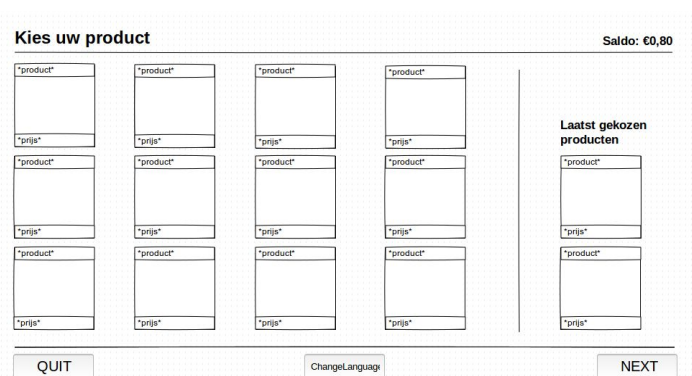 Kies uw product
Saldo: €0,80
*product* *product* *product* *product*
*prijs* *prijs* *prijs* *prijs*
Laatst gekozen
producten
*product* *product* *product* *product* *product*
*prijs* *prijs* *prijs* *prijs* *prijs*
*product* *product* *product* *product* *product*
*prijs* *prijs* *prijs* *prijs* *prijs*
QUIT ChangeLanguage NEXT